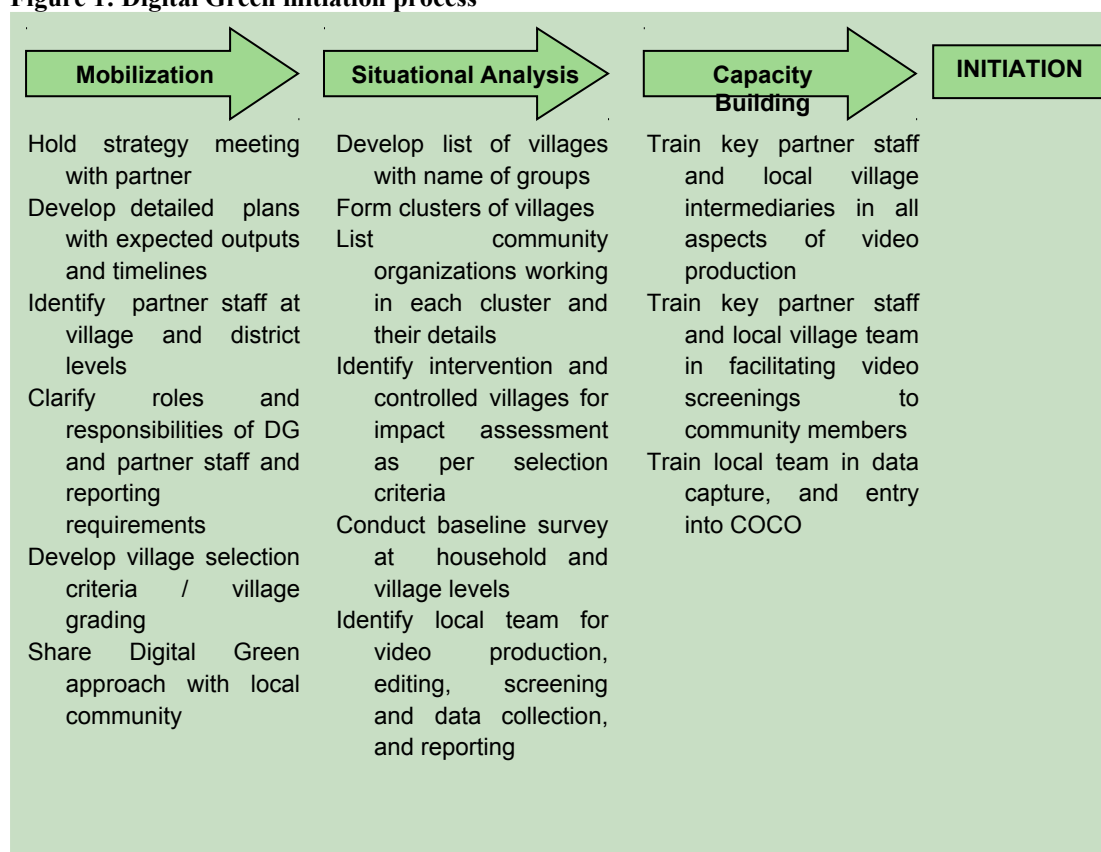 Figure 1: Digital Green initiation process
Mobilization
Hold strategy meeting
with partner
Develop detailed plans
with expected outputs
and timelines
Identify partner staff at
village and district
levels
Clarify roles and
responsibilities of DG
and partner staff and
reporting
requirements
Develop village selection
criteria / village
grading
Share Digital Green
approach with local
community
Situational Analysis
Develop list of villages
with name of groups
Form clusters of villages
List community
organizations working
in each cluster and
their details
Identify intervention and
controlled villages for
impact assessment
as per selection
criteria
Conduct baseline survey
at household and
village levels
Identify local team for
video production,
editing, screening
and data collection,
and reporting
Capacity
Building
Train key partner staff
and local village
intermediaries in all
aspects of video
production
Train key partner staff
and local village team
in facilitating video
screenings to
community members
Train local team in data
capture, and entry
into COCO
INITIATION